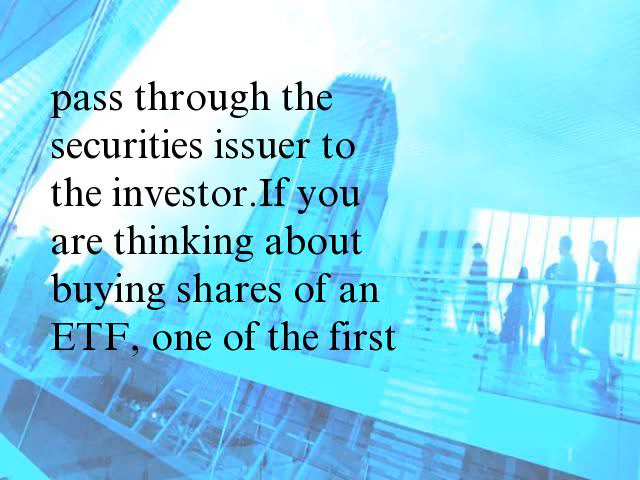 pass through the
securities issuer to
the investor.If you
are thinking about
buying shares of an
ETF, one of the first